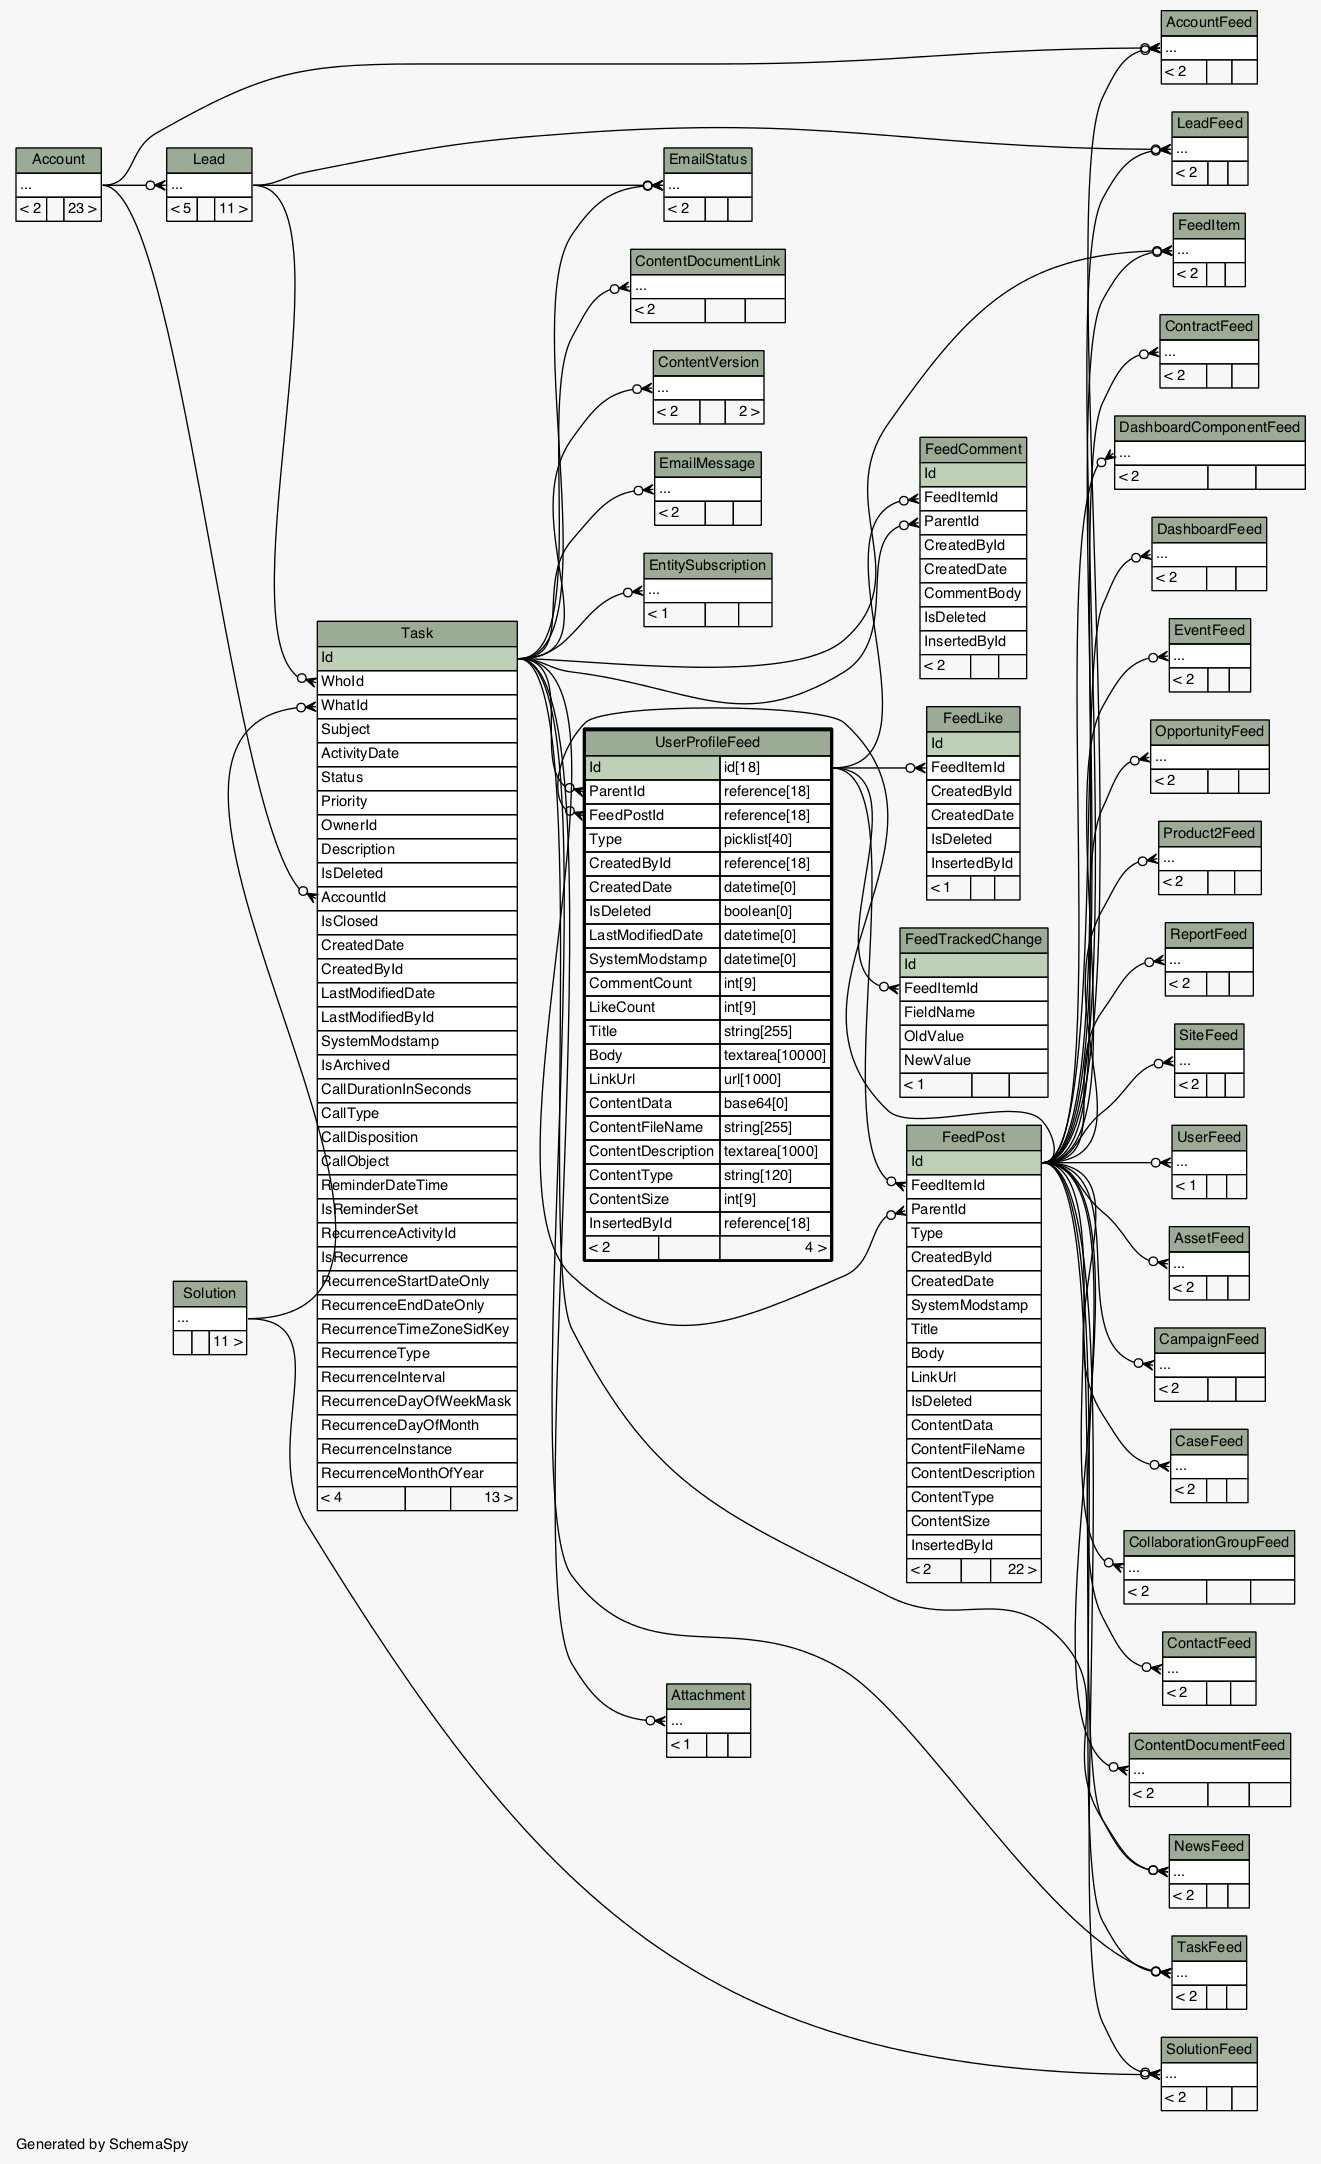 AccountFeed
...
< 2
LeadFeed
...
< 2
Account
...
< 2 23 >
Lead
...
< 5 11 >
EmailStatus
...
< 2
FeedItem
...
< 2
ContentDocumentLink
...
< 2
ContractFeed
...
< 2
ContentVersion
...
< 2 2 >
DashboardComponentFeed
...
< 2
EmailMessage
...
< 2
FeedComment
Id
FeedItemId
ParentId
CreatedById
CreatedDate
CommentBody
IsDeleted
InsertedById
< 2
DashboardFeed
...
< 2
EntitySubscription
...
< 1
EventFeed
...
< 2
Task
Id
WhoId
WhatId
Subject
ActivityDate
Status
Priority
OwnerId
Description
IsDeleted
AccountId
IsClosed
CreatedDate
CreatedById
LastModifiedDate
LastModifiedById
SystemModstamp
IsArchived
CallDurationInSeconds
CallType
CallDisposition
CallObject
ReminderDateTime
IsReminderSet
RecurrenceActivityId
IsRecurrence
RecurrenceStartDateOnly
RecurrenceEndDateOnly
RecurrenceTimeZoneSidKey
RecurrenceType
RecurrenceInterval
RecurrenceDayOfWeekMask
RecurrenceDayOfMonth
RecurrenceInstance
RecurrenceMonthOfYear
< 4 13 >
UserProfileFeed
Id id[18]
ParentId reference[18]
FeedPostId reference[18]
Type picklist[40]
CreatedById reference[18]
CreatedDate datetime[0]
IsDeleted boolean[0]
LastModifiedDate datetime[0]
SystemModstamp datetime[0]
CommentCount int[9]
LikeCount int[9]
Title string[255]
Body textarea[10000]
LinkUrl url[1000]
ContentData base64[0]
ContentFileName string[255]
ContentDescription textarea[1000]
ContentType string[120]
ContentSize int[9]
InsertedById reference[18]
< 2 4 >
FeedLike
Id
FeedItemId
CreatedById
CreatedDate
IsDeleted
InsertedById
< 1
OpportunityFeed
...
< 2
Product2Feed
...
< 2
FeedTrackedChange
Id
FeedItemId
FieldName
OldValue
NewValue
< 1
ReportFeed
...
< 2
SiteFeed
...
< 2
FeedPost
Id
FeedItemId
ParentId
Type
CreatedById
CreatedDate
SystemModstamp
Title
Body
LinkUrl
IsDeleted
ContentData
ContentFileName
ContentDescription
ContentType
ContentSize
InsertedById
< 2 22 >
UserFeed
...
< 1
AssetFeed
...
< 2
Solution
...
11 >
CampaignFeed
...
< 2
CaseFeed
...
< 2
CollaborationGroupFeed
...
< 2
ContactFeed
...
< 2
Attachment
...
< 1
ContentDocumentFeed
...
< 2
NewsFeed
...
< 2
TaskFeed
...
< 2
SolutionFeed
...
< 2
Generated by SchemaSpy